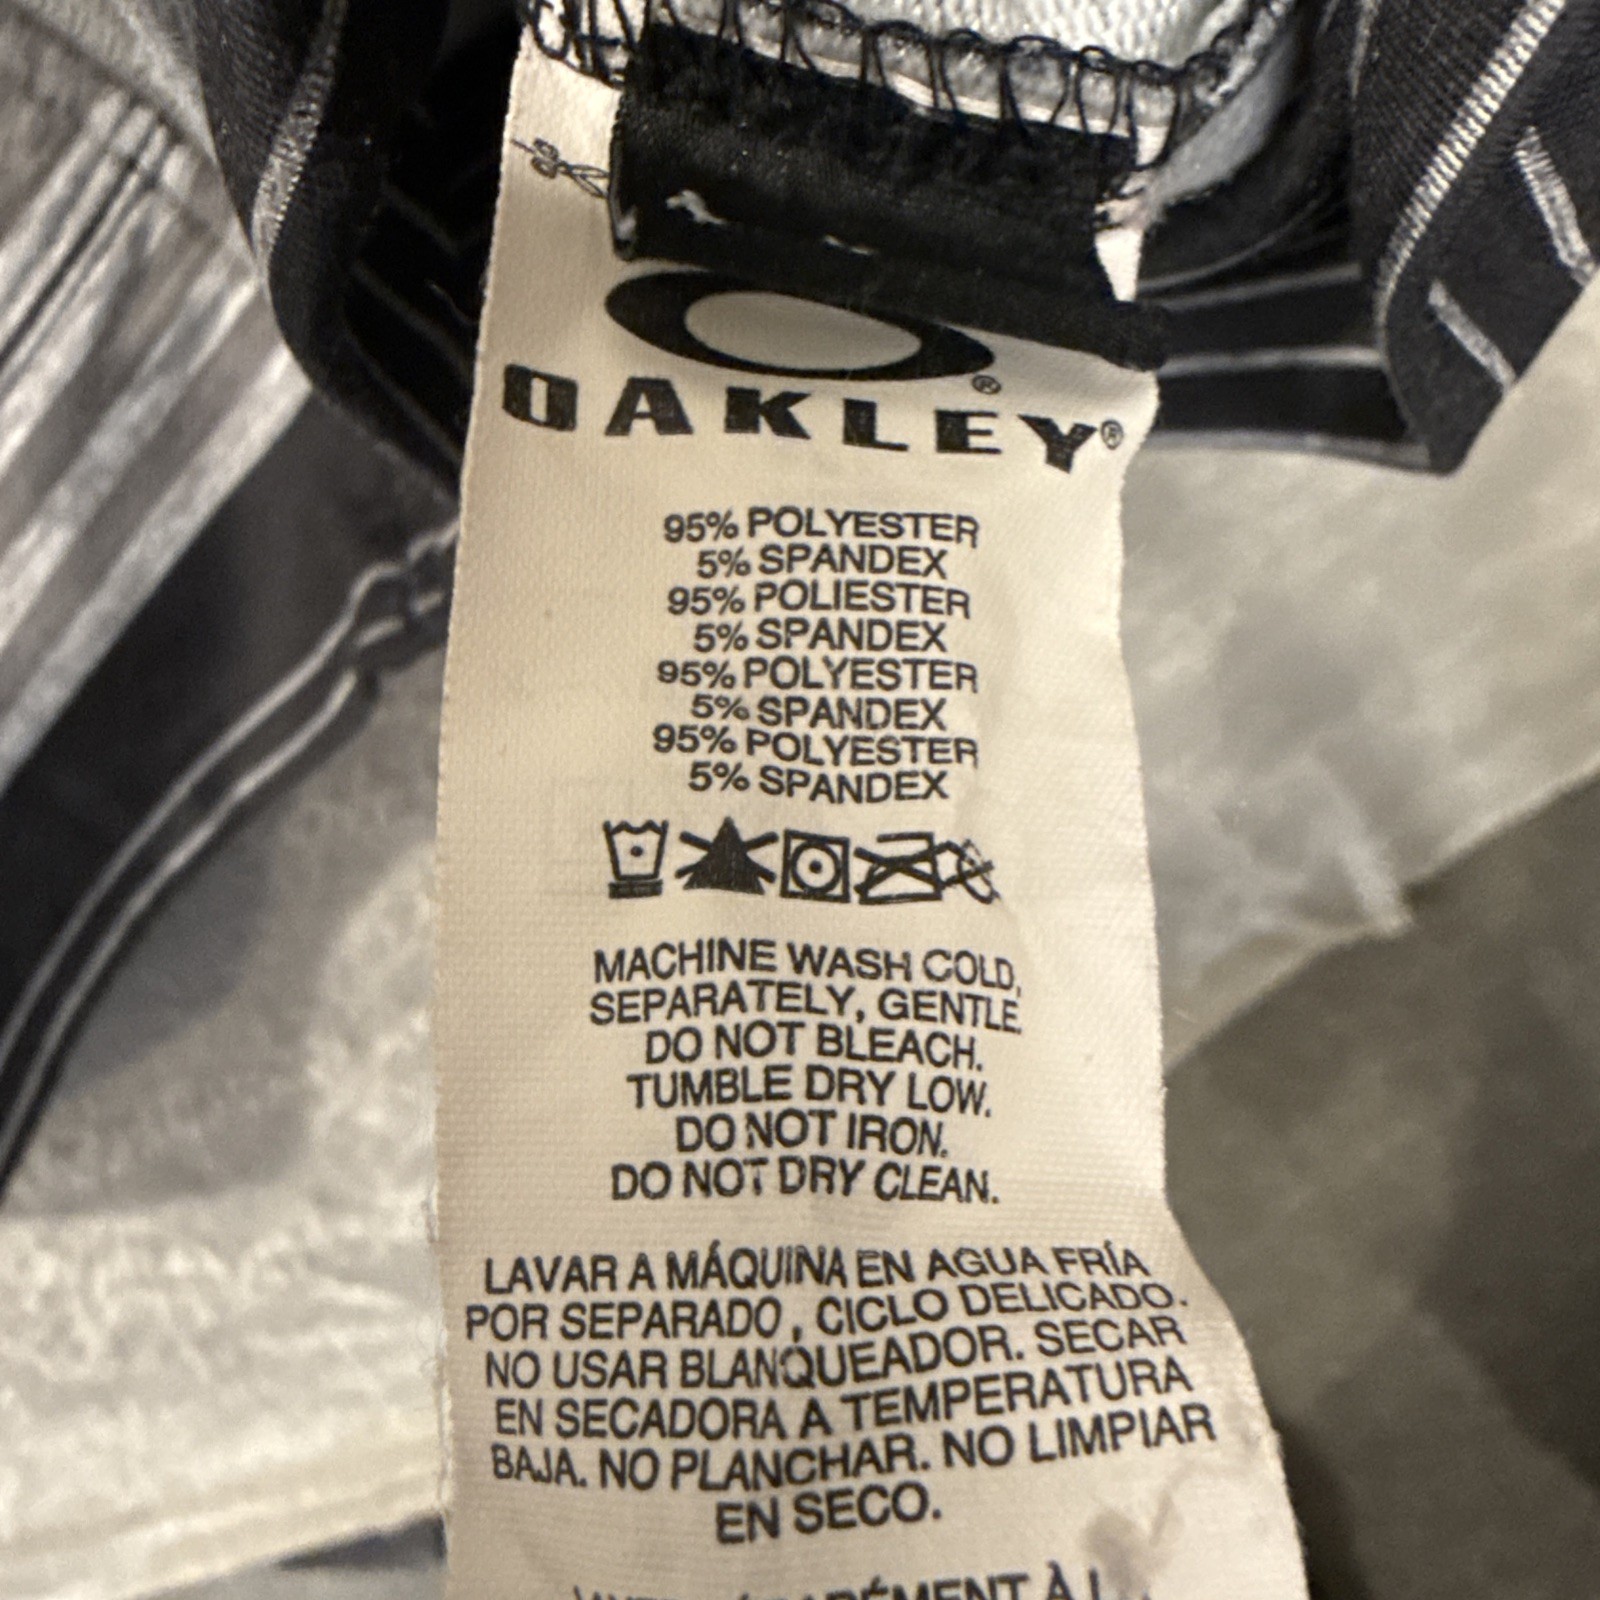 OAKLEY®
95% POLYESTER
5% SPANDEX
95% POLIESTER
5% SPANDEX
95% POLYESTER
5% SPANDEX
95% POLYESTER
5% SPANDEX
MACHINE WASH COLD,
SEPARATELY, GENTLE.
DO NOT BLEACH.
TUMBLE DRY LOW.
DO NOT IRON.
DO NOT DRY CLEAN.
LAVAR A MÁQUINA EN AGUA FRÍA
POR SEPARADO, CICLO DELICADO.
NO USAR BLANQUEADOR. SECAR
EN SECADORA A TEMPERATURA
BAJA. NO PLANCHAR. NO LIMPIAR
EN SECO.
À